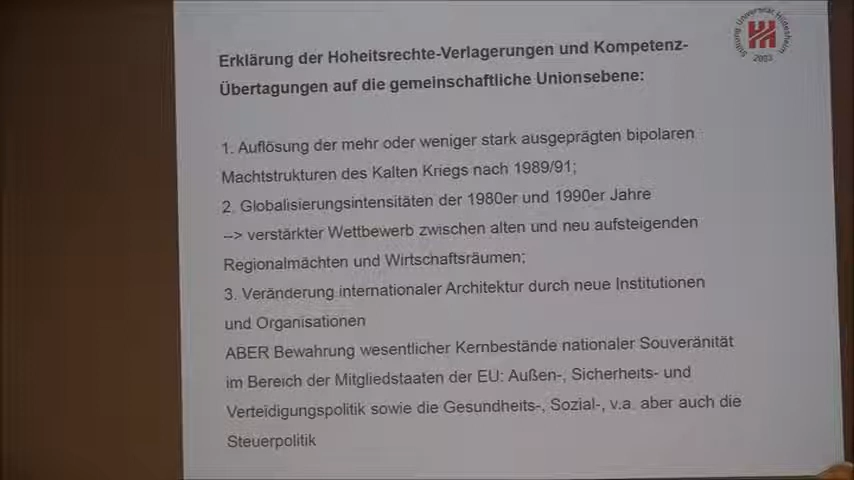 Stiftung Universität Hildesheim
2003
Erklärung der Hoheitsrechte-Verlagerungen und Kompetenz-
Übertagungen auf die gemeinschaftliche Unionsebene:
1. Auflösung der mehr oder weniger stark ausgeprägten bipolaren
Machtstrukturen des Kalten Kriegs nach 1989/91;
2. Globalisierungsintensitäten der 1980er und 1990er Jahre
--> verstärkter Wettbewerb zwischen alten und neu aufsteigenden
Regionalmächten und Wirtschaftsräumen;
3. Veränderung internationaler Architektur durch neue Institutionen
und Organisationen
ABER Bewahrung wesentlicher Kernbestände nationaler Souveränität
im Bereich der Mitgliedstaaten der EU: Außen-, Sicherheits- und
Verteidigungspolitik sowie die Gesundheits-, Sozial-, v.a. aber auch die
Steuerpolitik